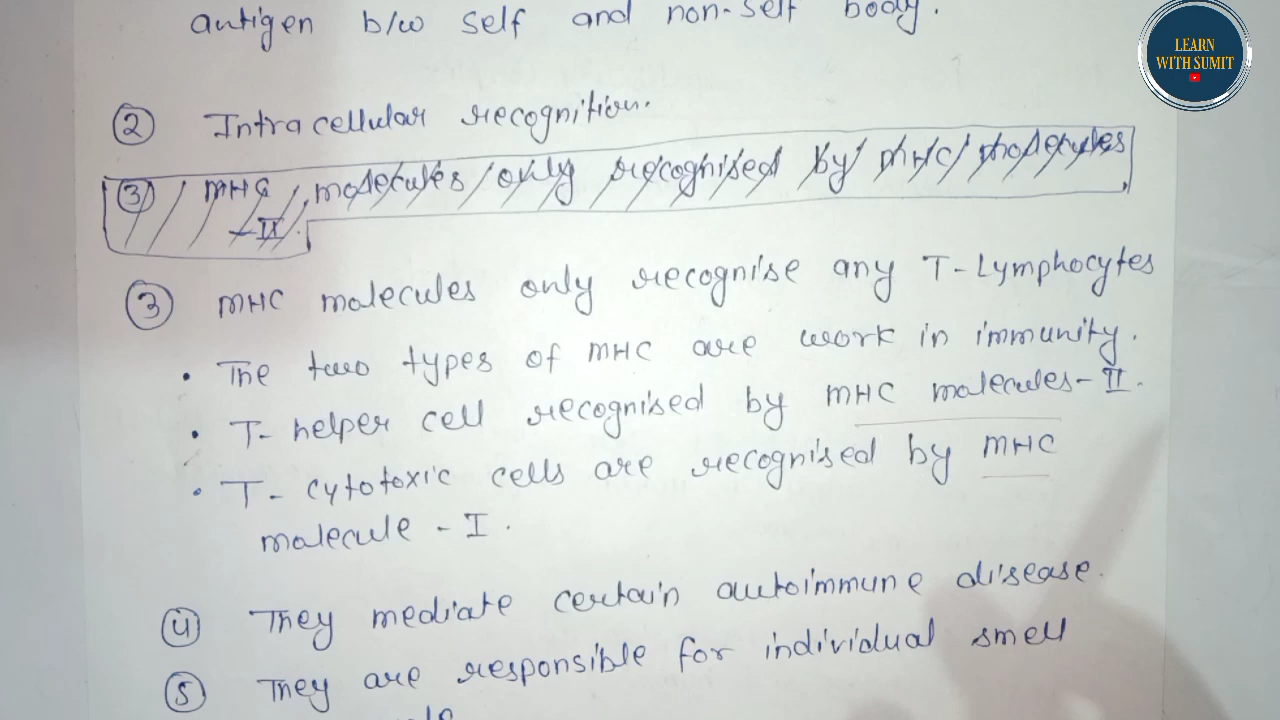 antigen b/w self and non-self body.
② Intracellular recognition.
③ MHC molecules only recognised by MHC molecules
-II.
③ MHC molecules only recognise any T-Lymphocytes
• The two types of MHC are work in immunity.
• T-helper cell recognised by MHC molecules-II.
• T-cytotoxic cells are recognised by MHC
molecule-I.
④ They mediate certain autoimmune disease.
⑤ They are responsible for individual smell
LEARN
WITH SUMIT